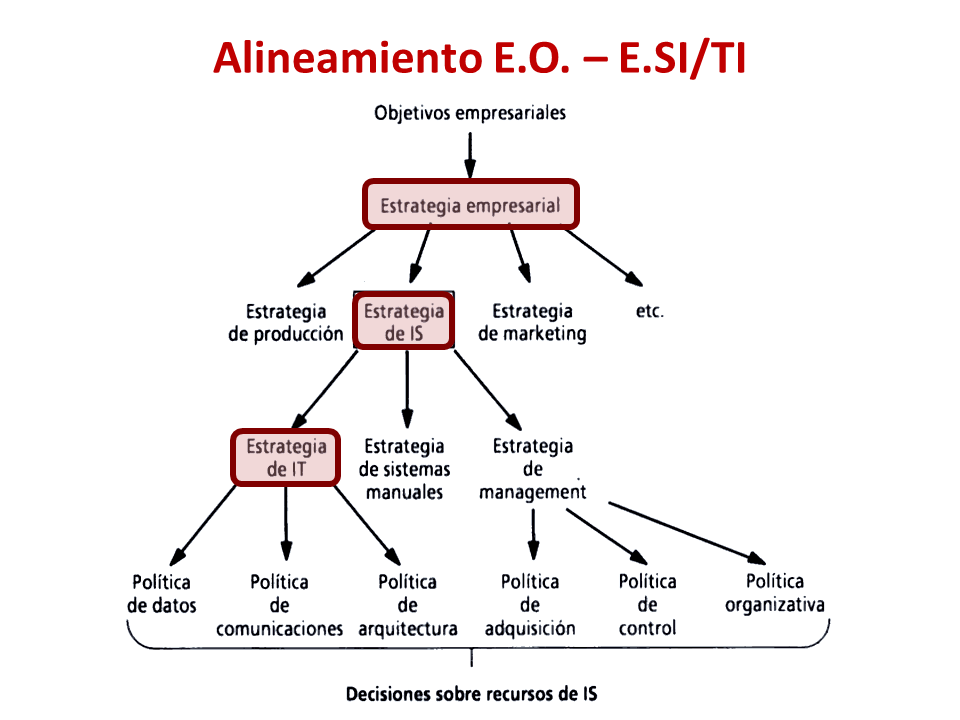 Alineamiento E.O. – E.SI/TI
Objetivos empresariales
Estrategia empresarial
Estrategia
de producción
Estrategia
de IS
Estrategia
de marketing
etc.
Estrategia
de IT
Estrategia
de sistemas
manuales
Estrategia
de
management
Política
de datos
Política
de
comunicaciones
Política
de
arquitectura
Política
de
adquisición
Política
de
control
Política
organizativa
Decisiones sobre recursos de IS